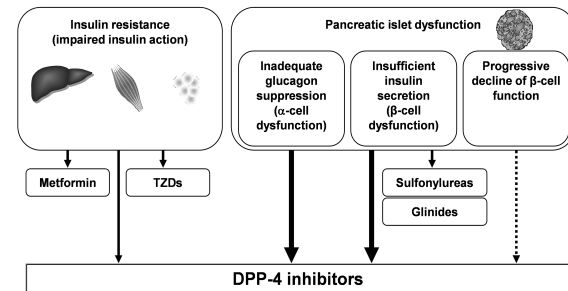 Insulin resistance
(impaired insulin action)
Pancreatic islet dysfunction
Inadequate
glucagon
suppression
(α-cell
dysfunction)
Insufficient
insulin
secretion
(β-cell
dysfunction)
Progressive
decline of β-cell
function
Metformin
TZDs
Sulfonylureas
Glinides
DPP-4 inhibitors